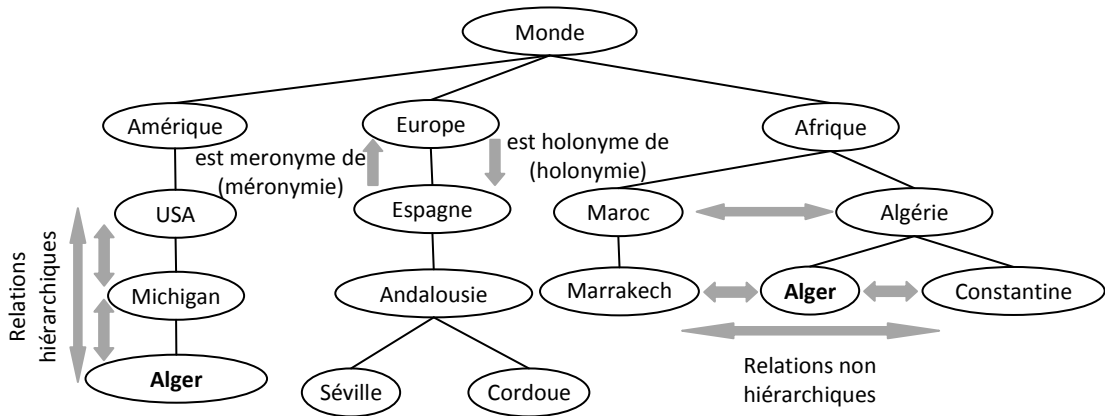 Monde
Amérique
Europe
Afrique
est meronyme de
(méronymie)
est holonyme de
(holonymie)
USA
Espagne
Maroc
Algérie
Relations
hiérarchiques
Michigan
Andalousie
Marrakech
Alger
Constantine
Alger
Séville
Cordoue
Relations non
hiérarchiques